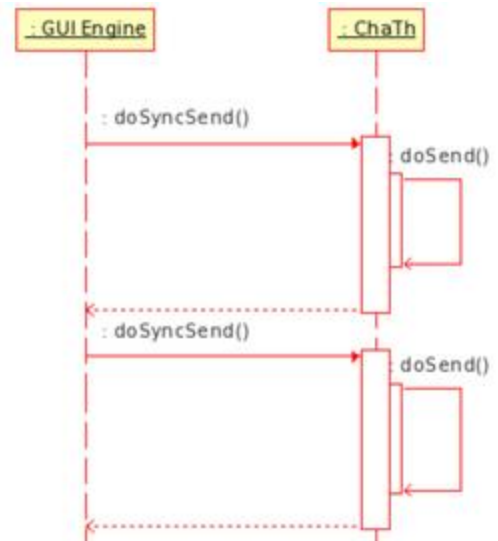 : GUI Engine
: ChaTh
: doSyncSend()
: doSend()
: doSyncSend()
: doSend()